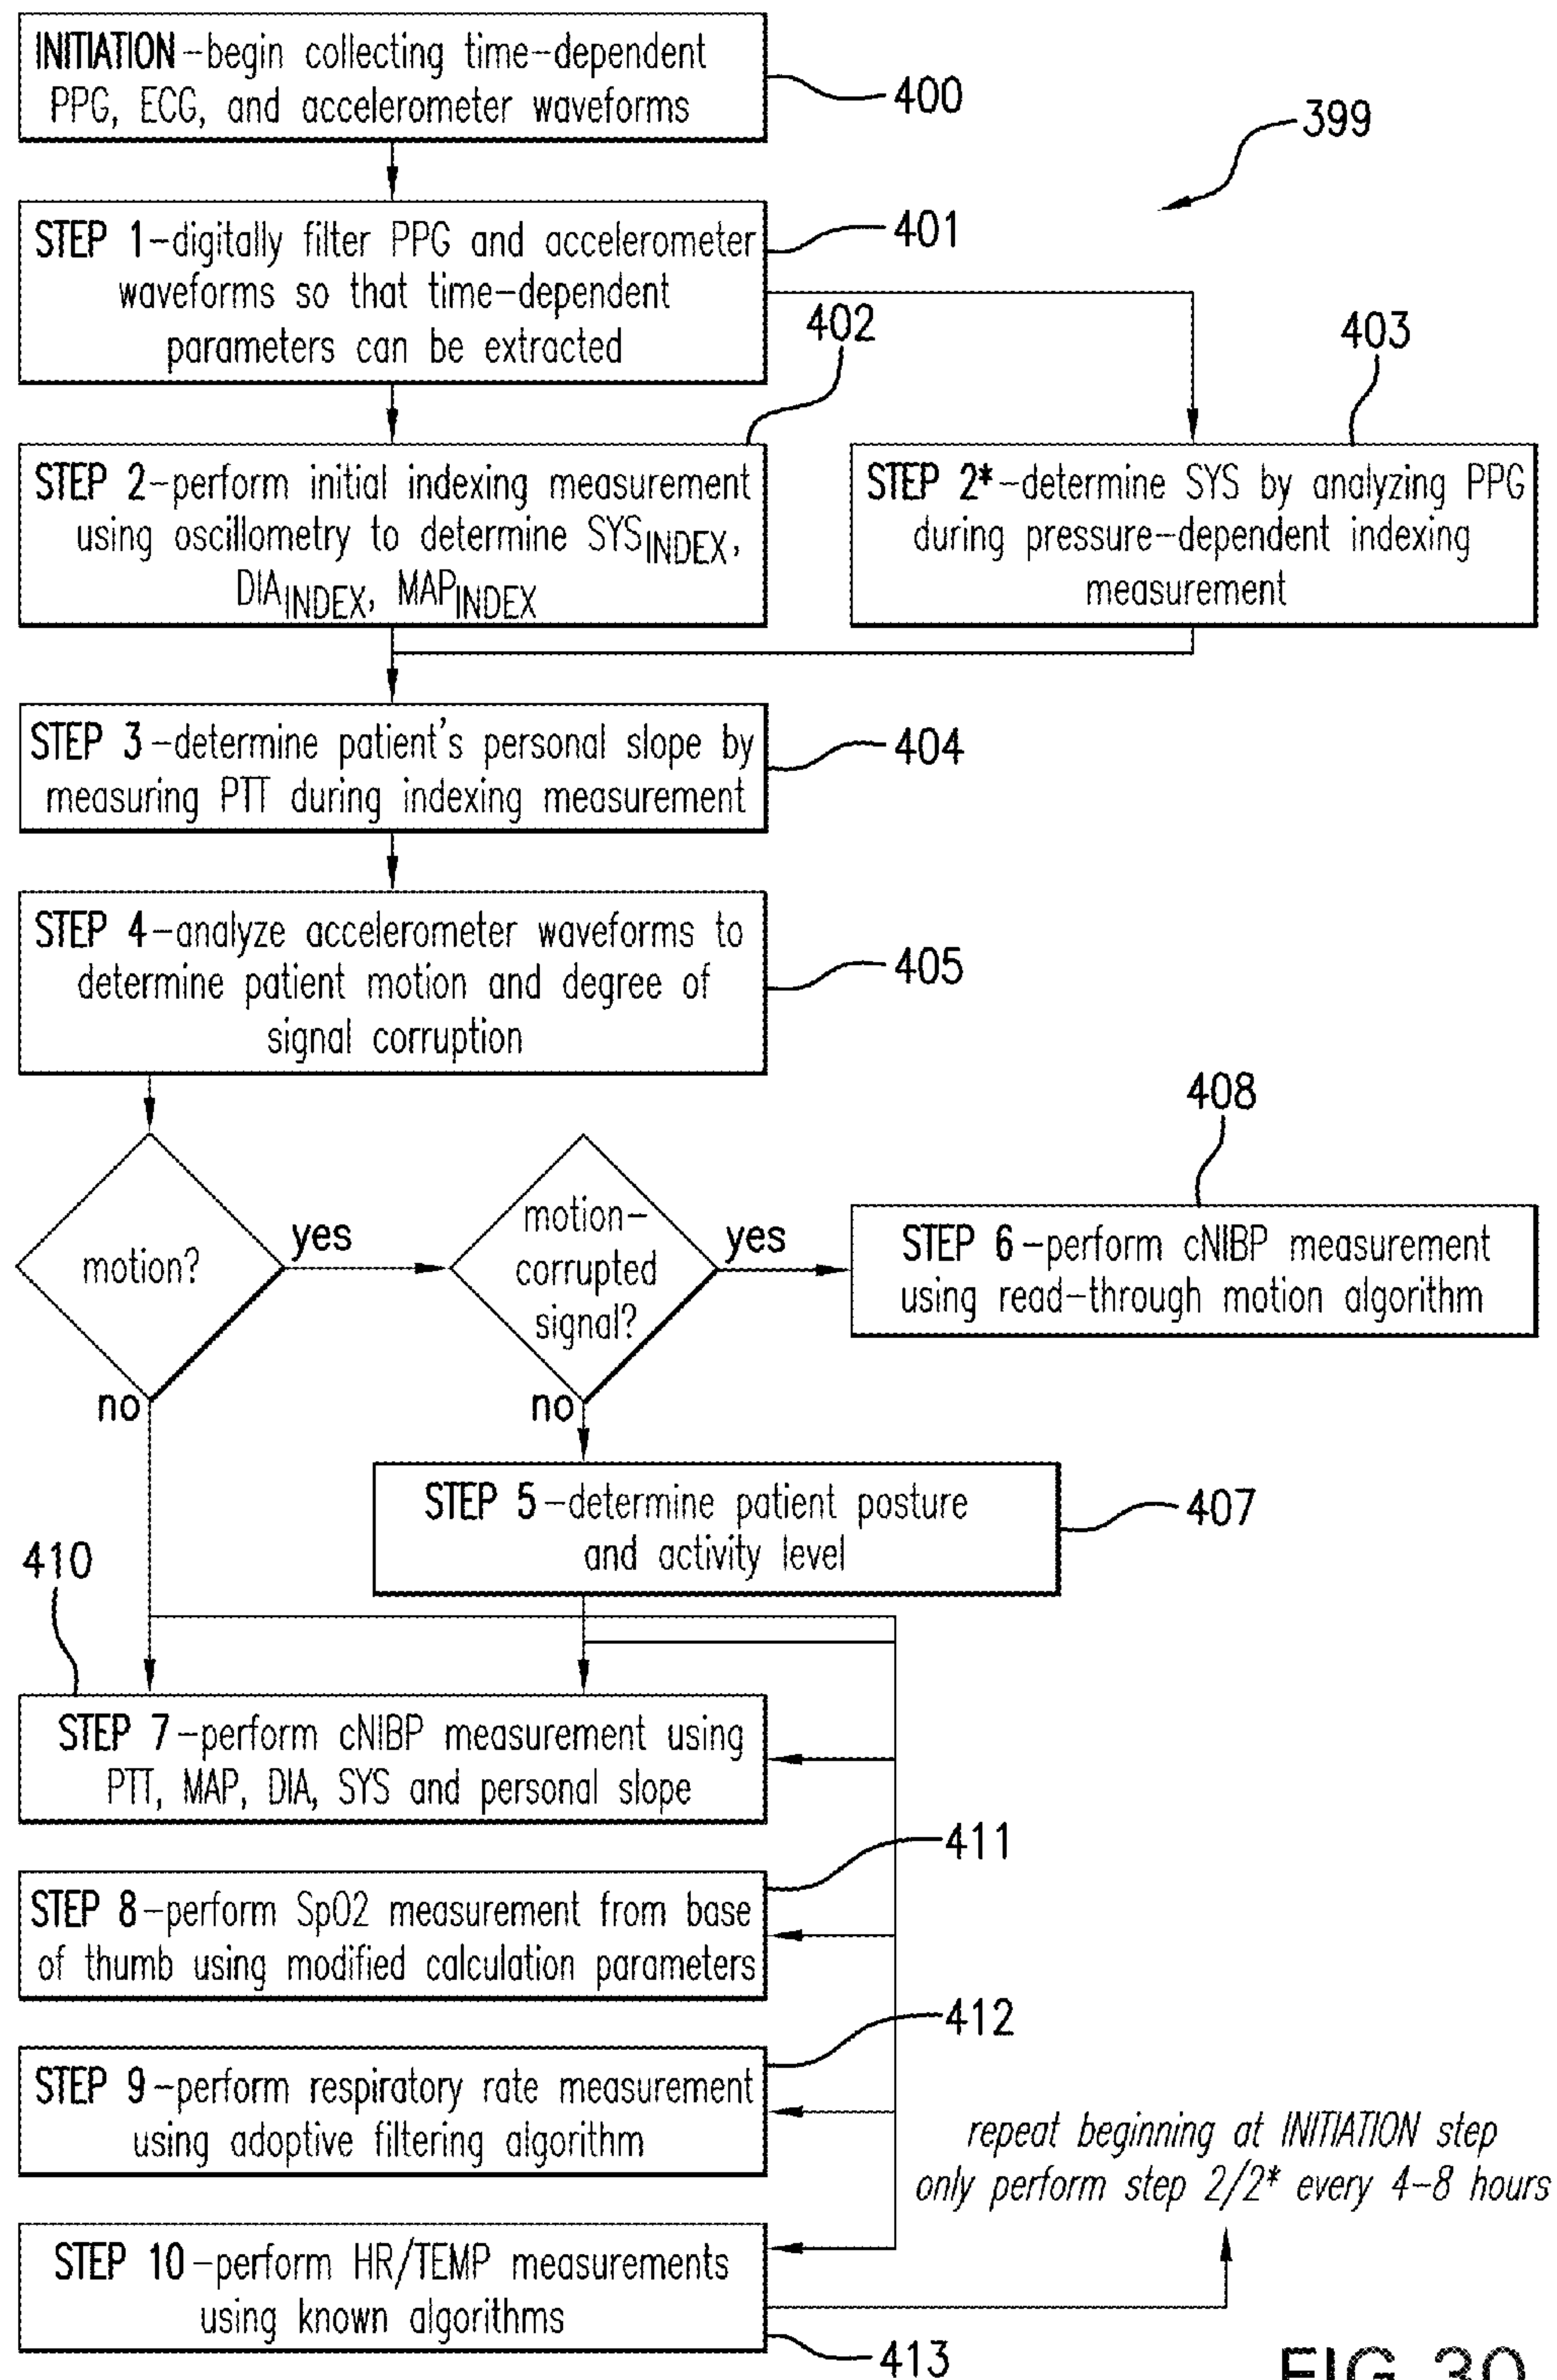 INITIATION-begin collecting time-dependent
PPG, ECG, and accelerometer waveforms
400
399
STEP 1-digitally filter PPG and accelerometer
waveforms so that time-dependent
parameters can be extracted
401
402
403
STEP 2-perform initial indexing measurement
using oscillometry to determine SYSINDEX,
DIAINDEX, MAPINDEX
STEP 2*-determine SYS by analyzing PPG
during pressure-dependent indexing
measurement
STEP 3-determine patient's personal slope by
measuring PTT during indexing measurement
404
STEP 4-analyze accelerometer waveforms to
determine patient motion and degree of
signal corruption
405
408
motion?
yes
no
motion-
corrupted
signal?
yes
no
STEP 6-perform cNIBP measurement
using read-through motion algorithm
STEP 5-determine patient posture
and activity level
407
410
STEP 7-perform cNIBP measurement using
PTT, MAP, DIA, SYS and personal slope
411
STEP 8-perform SpO2 measurement from base
of thumb using modified calculation parameters
412
STEP 9-perform respiratory rate measurement
using adoptive filtering algorithm
repeat beginning at INITIATION step
only perform step 2/2* every 4-8 hours
STEP 10-perform HR/TEMP measurements
using known algorithms
413
FIG.30